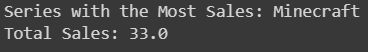 Series with the Most Sales: Minecraft
Total Sales: 33.0